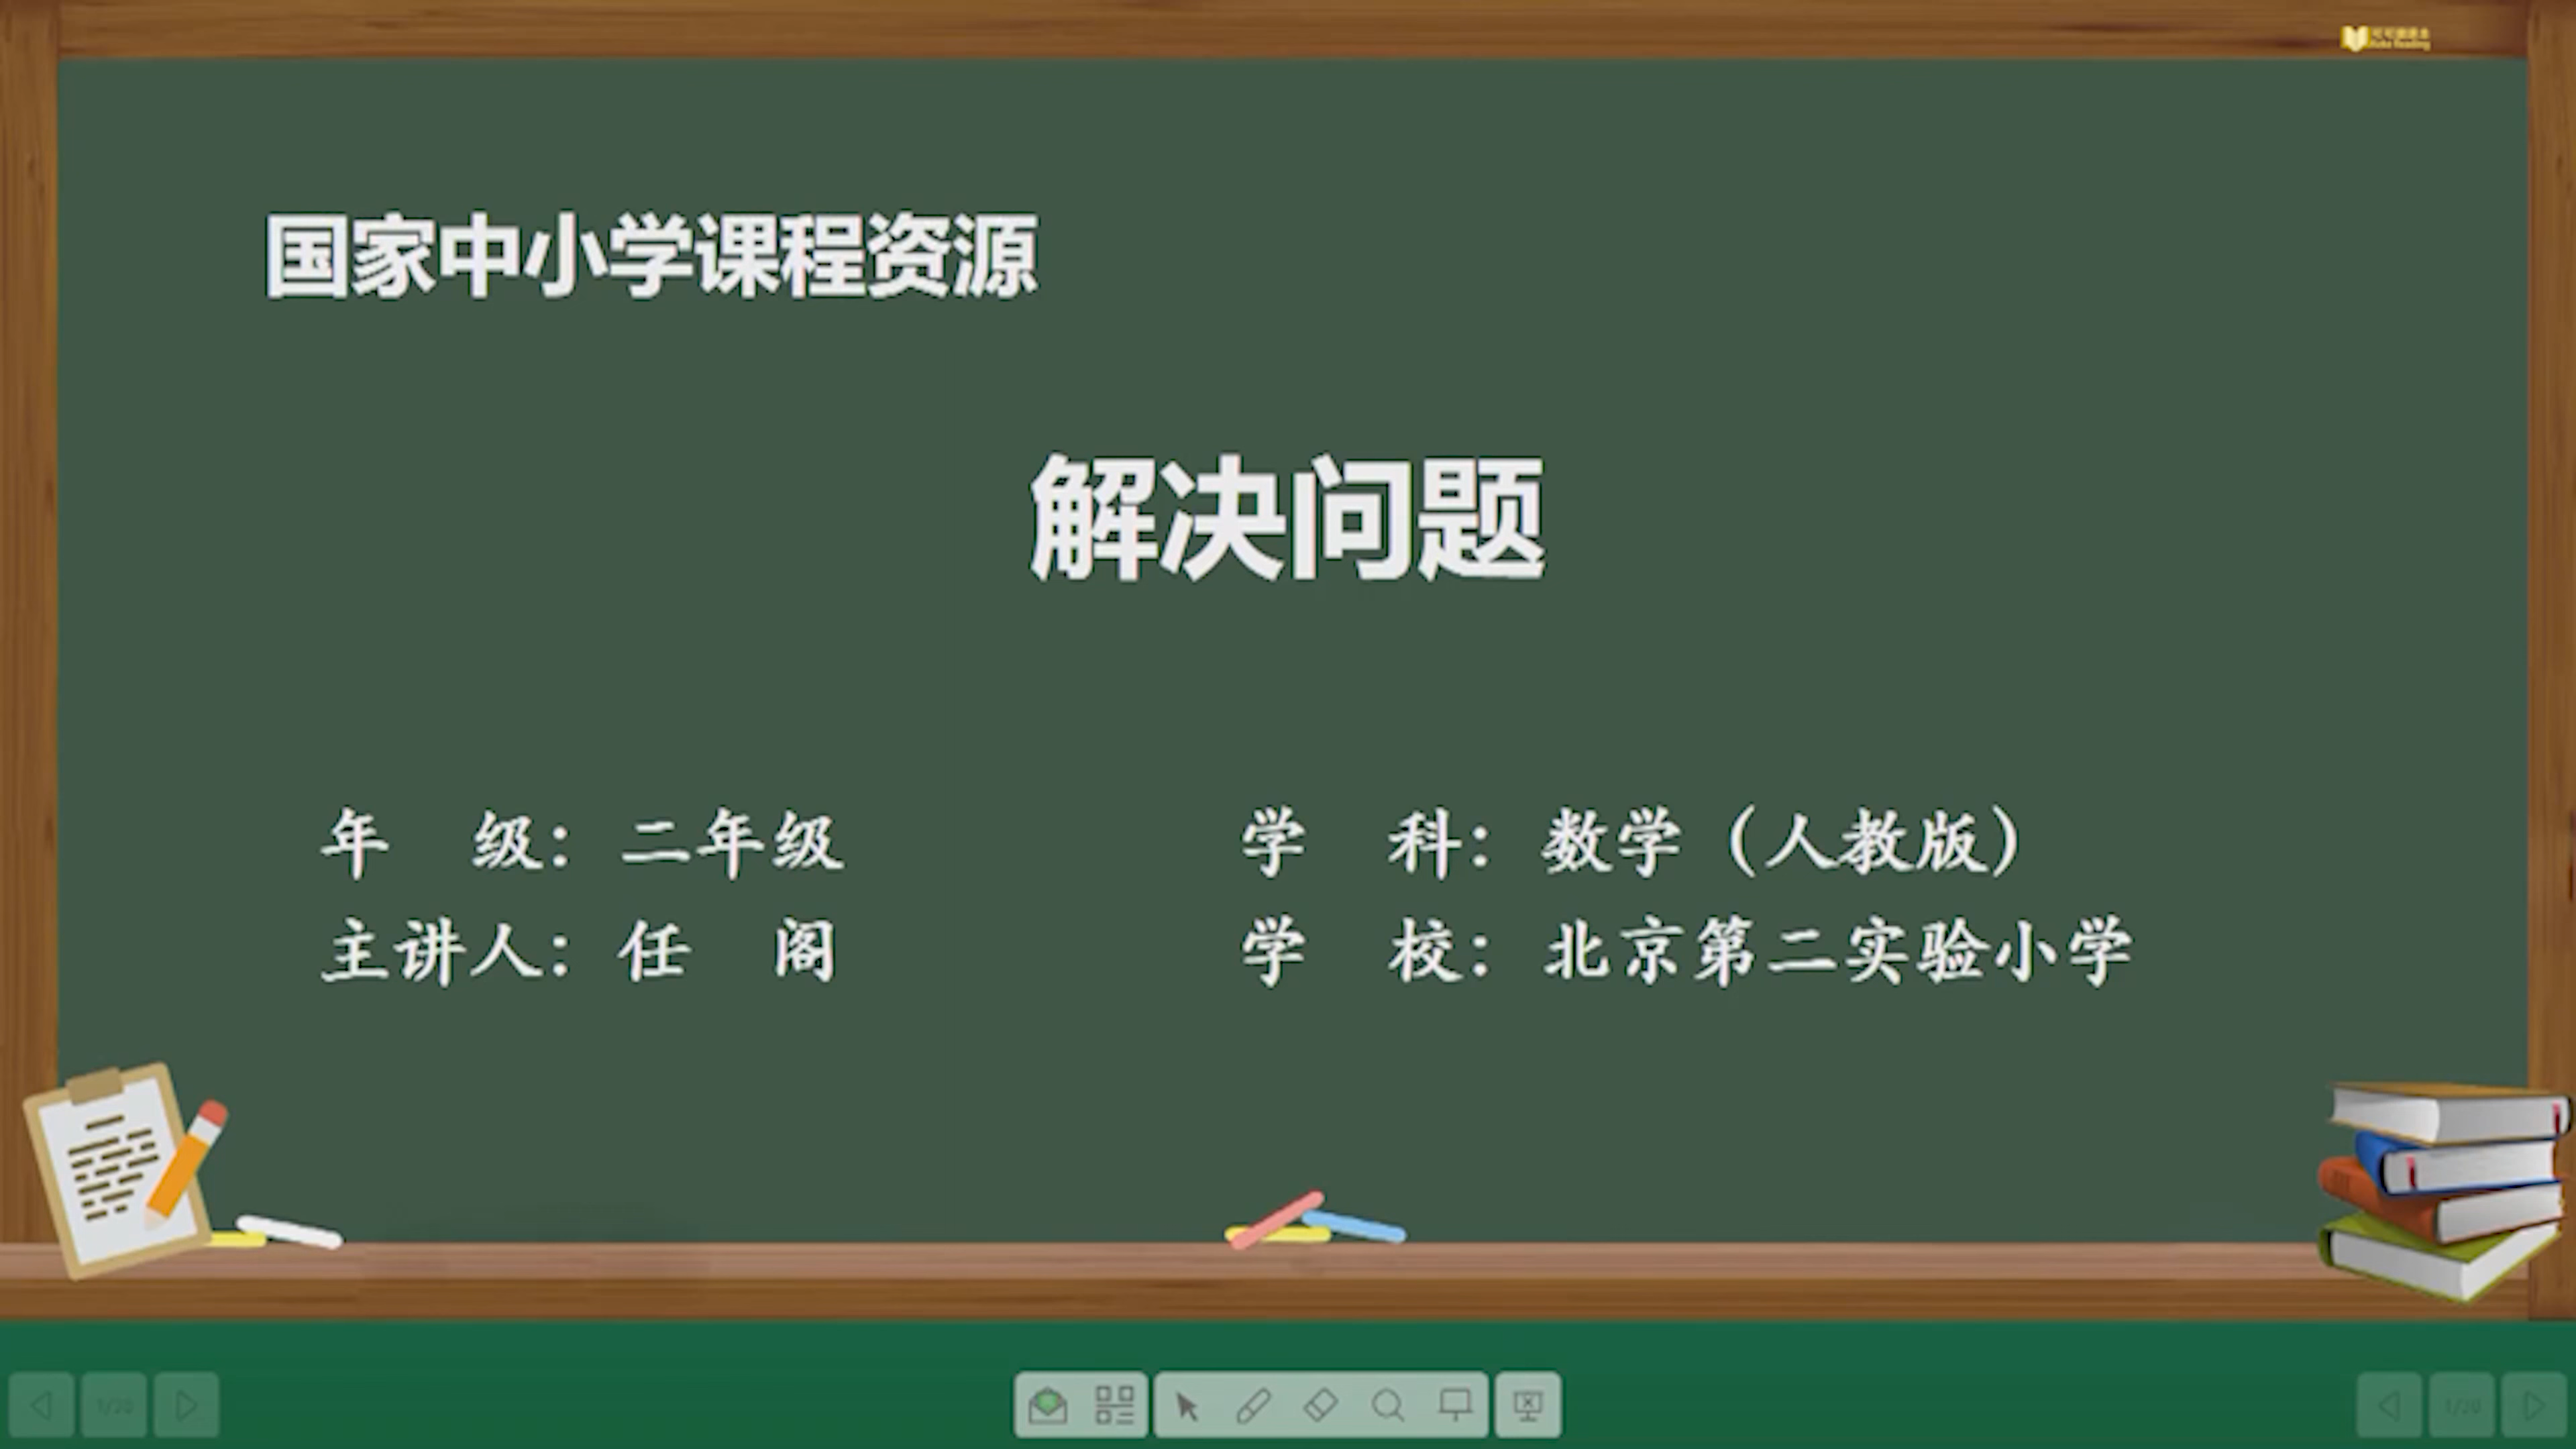 国家中小学课程资源
解决问题
年 级：二年级
学 科：数学（人教版）
主讲人：任 阁
学 校：北京第二实验小学